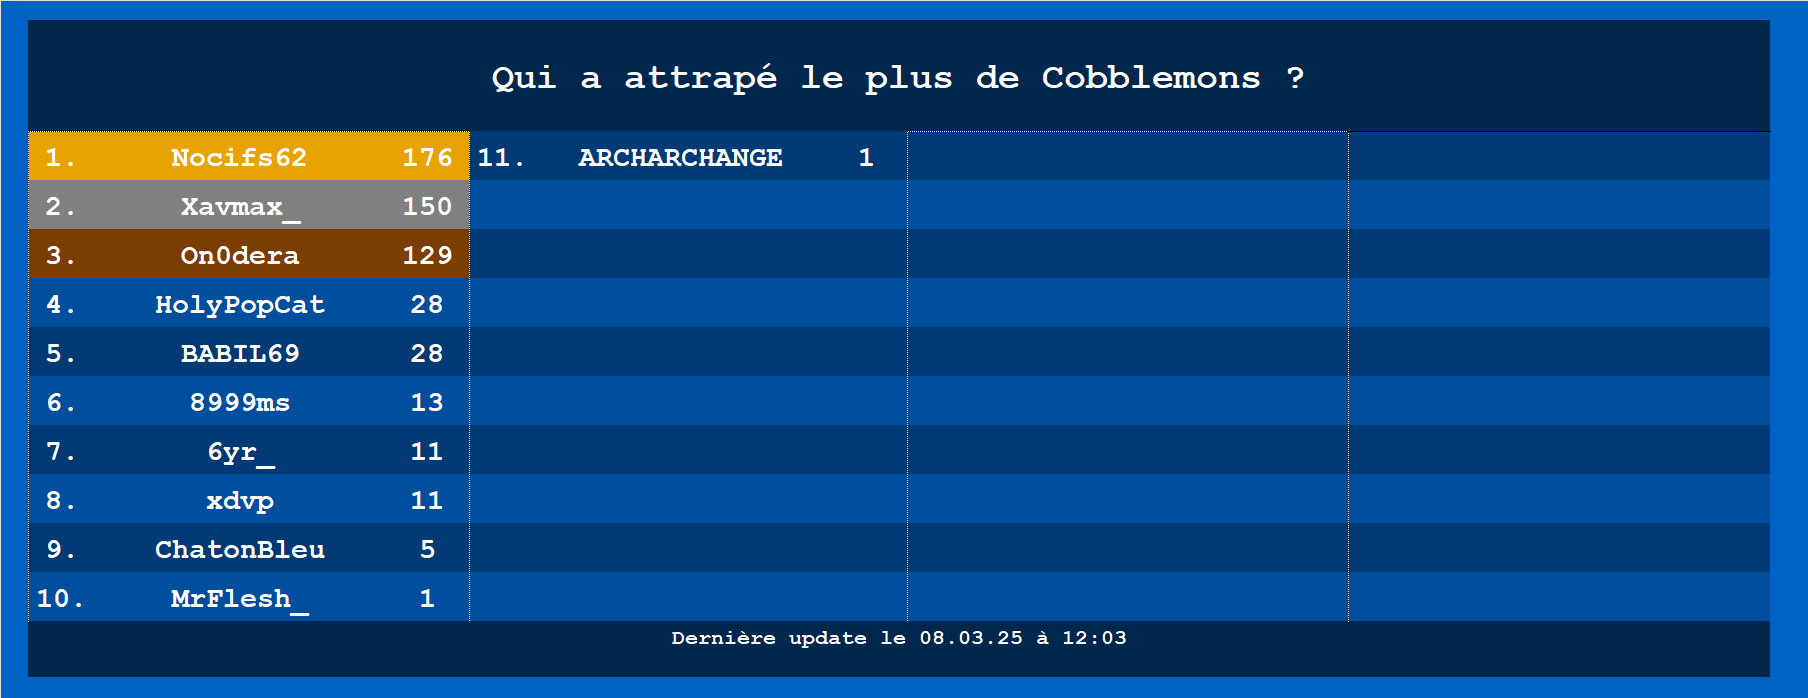 Qui a attrapé le plus de Cobblemons ?
1. Nocifs62 176
2. Xavmax_ 150
3. On0dera 129
4. HolyPopCat 28
5. BABIL69 28
6. 8999ms 13
7. 6yr_ 11
8. xdvp 11
9. ChatonBleu 5
10. MrFlesh_ 1
11. ARCHARCHANGE 1
Dernière update le 08.03.25 à 12:03